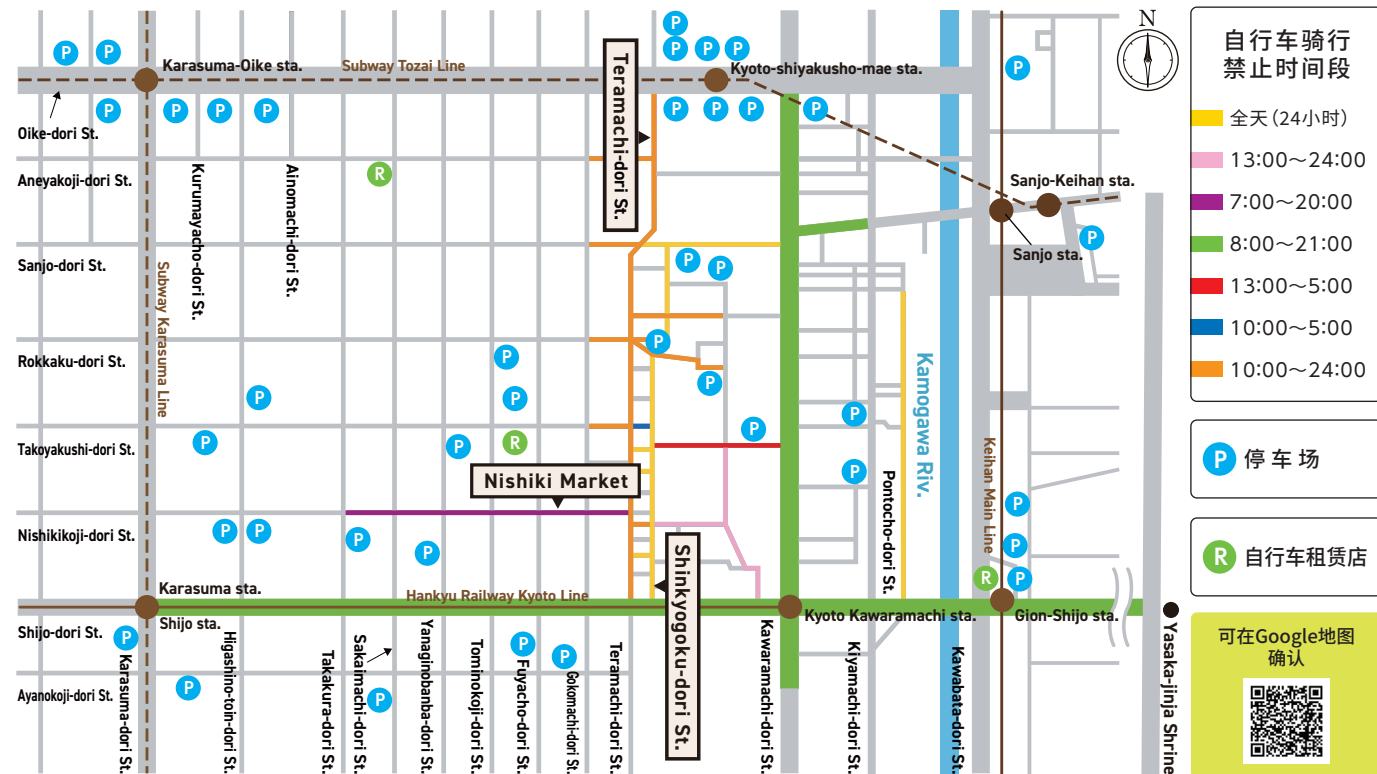 P
P
P
P
P
P
P
Karasuma-Oike sta.
Subway Tozai Line
Kyoto-shiyakusho-mae sta.
Teramachi-dori St.
P
N
P
P
P
P
P
P
P
P
Oike-dori St.
Aneyakoji-dori St.
Kurumayacho-dori St.
Ainomachi-dori St.
R
Sanjo-Keihan sta.
Sanjo sta.
P
Sanjo-dori St.
Subway Karasuma Line
P
P
Rokkaku-dori St.
P
P
P
P
P
Kamogawa Riv.
P
P
Takoyakushi-dori St.
P
P
R
P
P
Nishiki Market
Pontocho-dori St.
Keihan Main Line
Nishikikoji-dori St.
P
P
P
P
P
P
R
P
Shinkyogoku-dori St.
Karasuma sta.
Hankyu Railway Kyoto Line
Shijo sta.
Kyoto Kawaramachi sta.
Gion-Shijo sta.
Shijo-dori St.
P
Ayanokoji-dori St.
P
P
P
P
Karasuma-dori St.
Higashino-toin-dori St.
Takakura-dori St.
Sakaimachi-dori St.
Yanaginobanba-dori St.
Tominokoji-dori St.
Fuyacho-dori St.
Gokomachi-dori St.
Teramachi-dori St.
Kawaramachi-dori St.
Kiyamachi-dori St.
Kawabata-dori St.
Yasaka-jinja Shrine
自行车骑行
禁止时间段
全天(24小时)
13:00～24:00
7:00～20:00
8:00～21:00
13:00～5:00
10:00～5:00
10:00～24:00
P 停车场
R 自行车租赁店
可在Google地图
确认